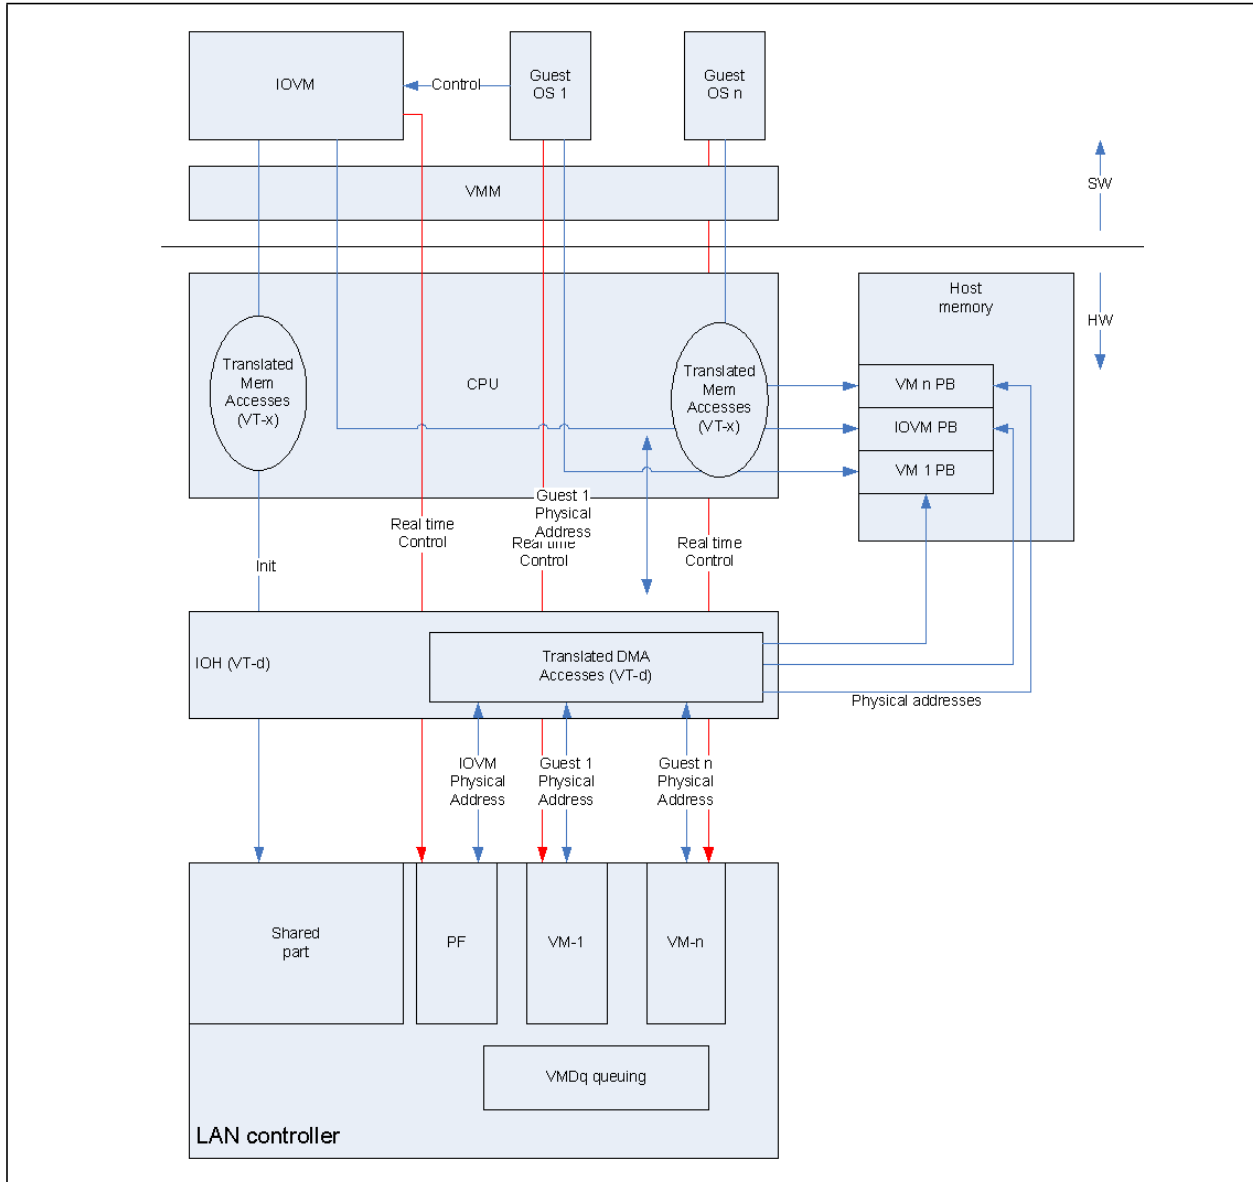 IOVM
Control
Guest
OS 1
Guest
OS n
VMM
SW
HW
Host
memory
Translated
Mem
Accesses
(VT-x)
CPU
Translated
Mem
Accesses
(VT-x)
VM n PB
IOVM PB
VM 1 PB
Guest 1
Physical
Address
Real time
Control
Real time
Control
Real time
Control
Init
IOH (VT-d)
Translated DMA
Accesses (VT-d)
Physical addresses
IOVM
Physical
Address
Guest 1
Physical
Address
Guest n
Physical
Address
Shared
part
PF
VM-1
VM-n
VMDq queuing
LAN controller